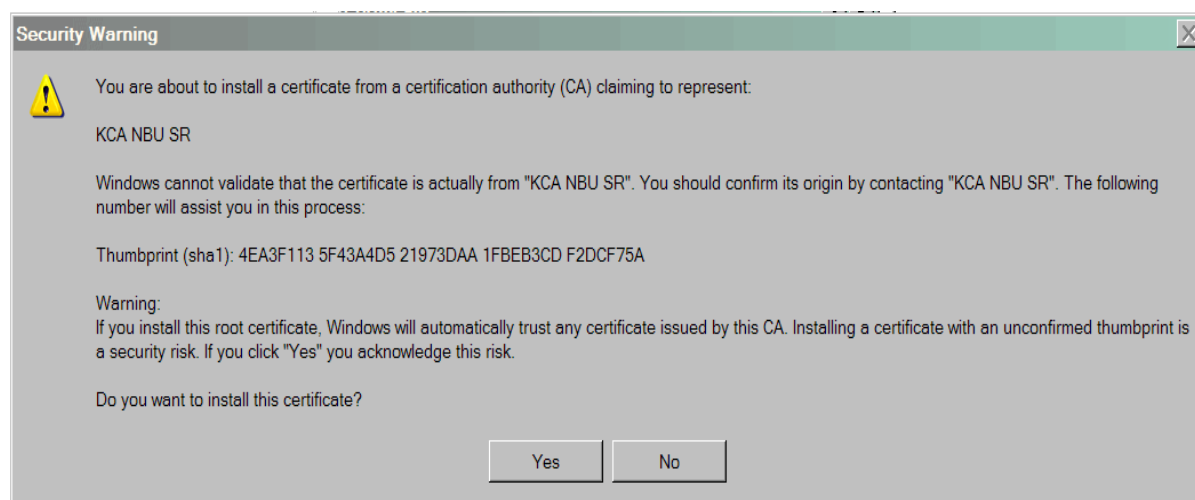 Security Warning
You are about to install a certificate from a certification authority (CA) claiming to represent:
KCA NBU SR
Windows cannot validate that the certificate is actually from "KCA NBU SR". You should confirm its origin by contacting "KCA NBU SR". The following
number will assist you in this process:
Thumbprint (sha1): 4EA3F113 5F43A4D5 21973DAA 1FBEB3CD F2DCF75A
Warning:
If you install this root certificate, Windows will automatically trust any certificate issued by this CA. Installing a certificate with an unconfirmed thumbprint is
a security risk. If you click "Yes" you acknowledge this risk.
Do you want to install this certificate?
Yes
No